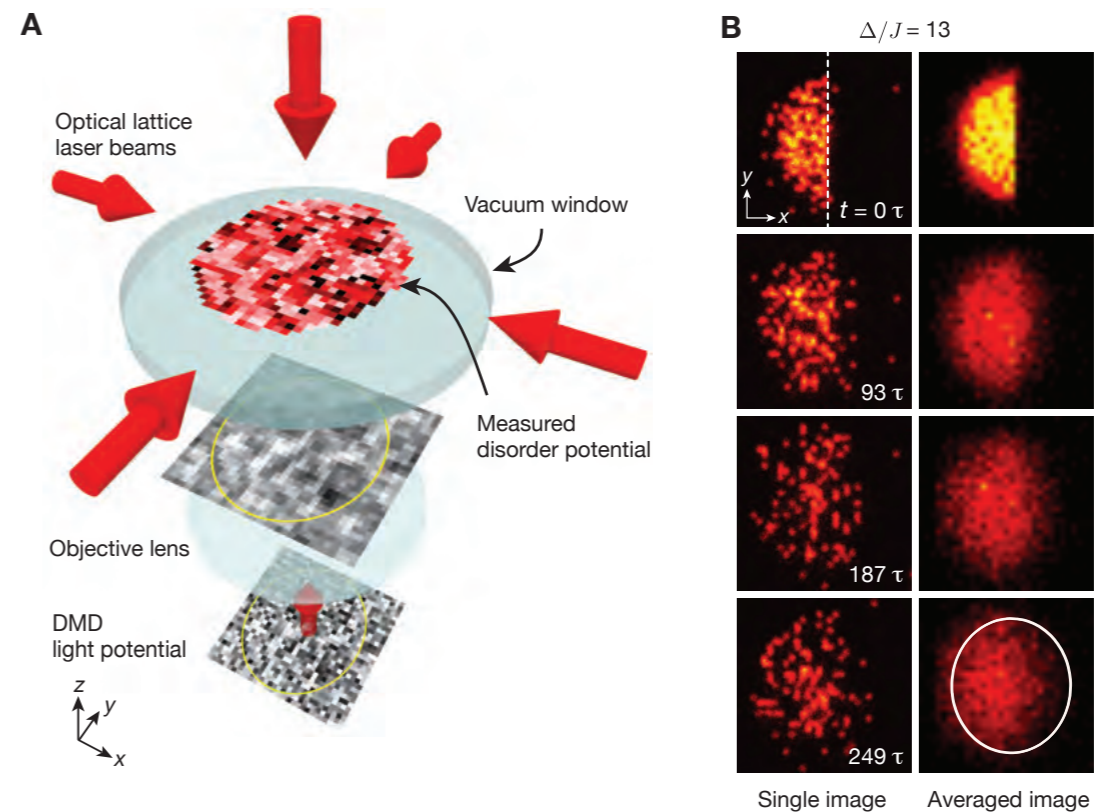 A
Optical lattice
laser beams
Vacuum window
Measured
disorder potential
Objective lens
DMD
light potential
z
y
x
B
Δ/J = 13
y
x
t = 0 τ
93 τ
187 τ
249 τ
Single image
Averaged image